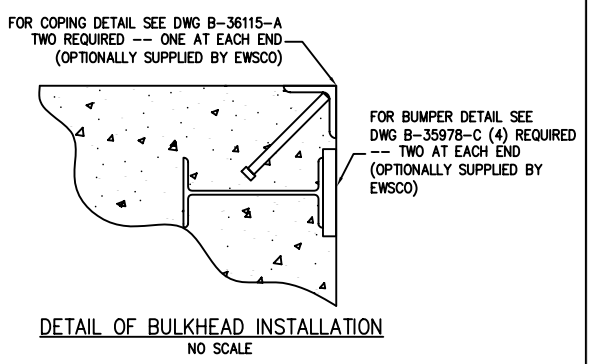 FOR COPING DETAIL SEE DWG B-36115-A
TWO REQUIRED -- ONE AT EACH END
(OPTIONALLY SUPPLIED BY EWSCO)
FOR BUMPER DETAIL SEE
DWG B-35978-C (4) REQUIRED
-- TWO AT EACH END
(OPTIONALLY SUPPLIED BY
EWSCO)
DETAIL OF BULKHEAD INSTALLATION
NO SCALE